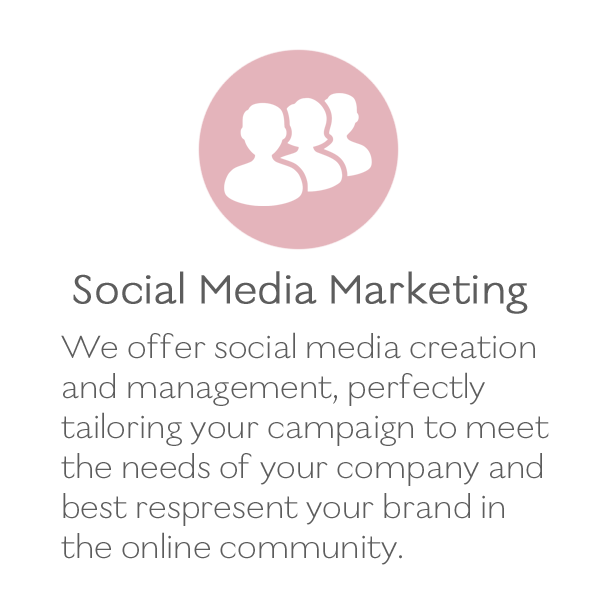 Social Media Marketing
We offer social media creation
and management, perfectly
tailoring your campaign to meet
the needs of your company and
best respresent your brand in
the online community.